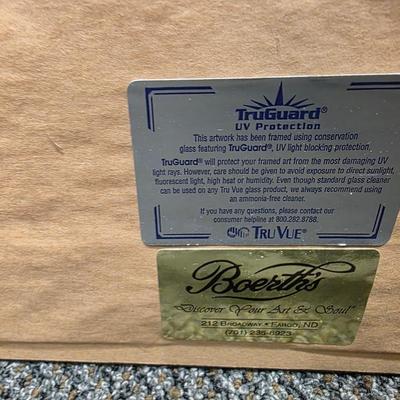 TruGuard®
UV Protection
This artwork has been framed using conservation
glass featuring TruGuard®, UV light blocking protection.
TruGuard® will protect your framed art from the most damaging UV
light rays. However, care should be given to avoid exposure to direct sunlight,
fluorescent light, high heat or humidity. Even though standard glass cleaner
can be used on any Tru Vue glass product, we always recommend using
an ammonia-free cleaner.
If you have any questions, please contact our
consumer helpline at 800.282.8788.
TRU VUE®
Boerth's
"Discover Your Art & Soul"
212 BROADWAY • FARGO, ND
(701) 235-6923